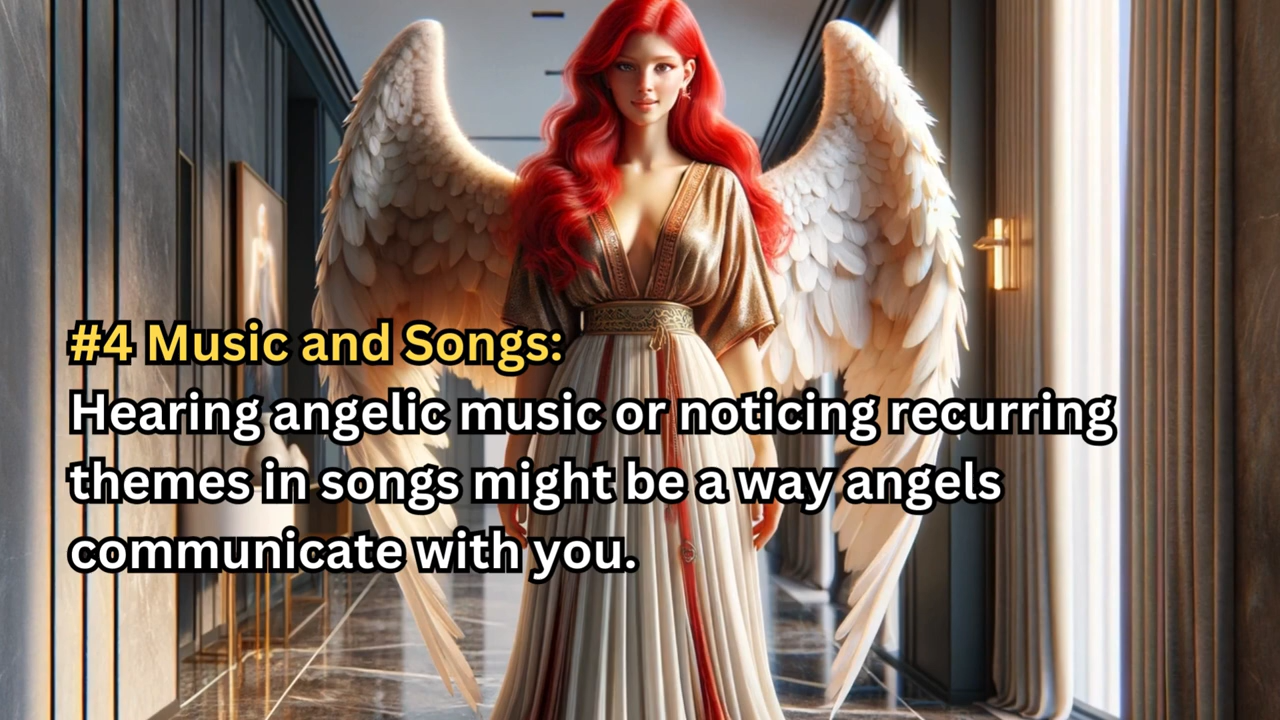 #4 Music and Songs:
Hearing angelic music or noticing recurring
themes in songs might be a way angels
communicate with you.